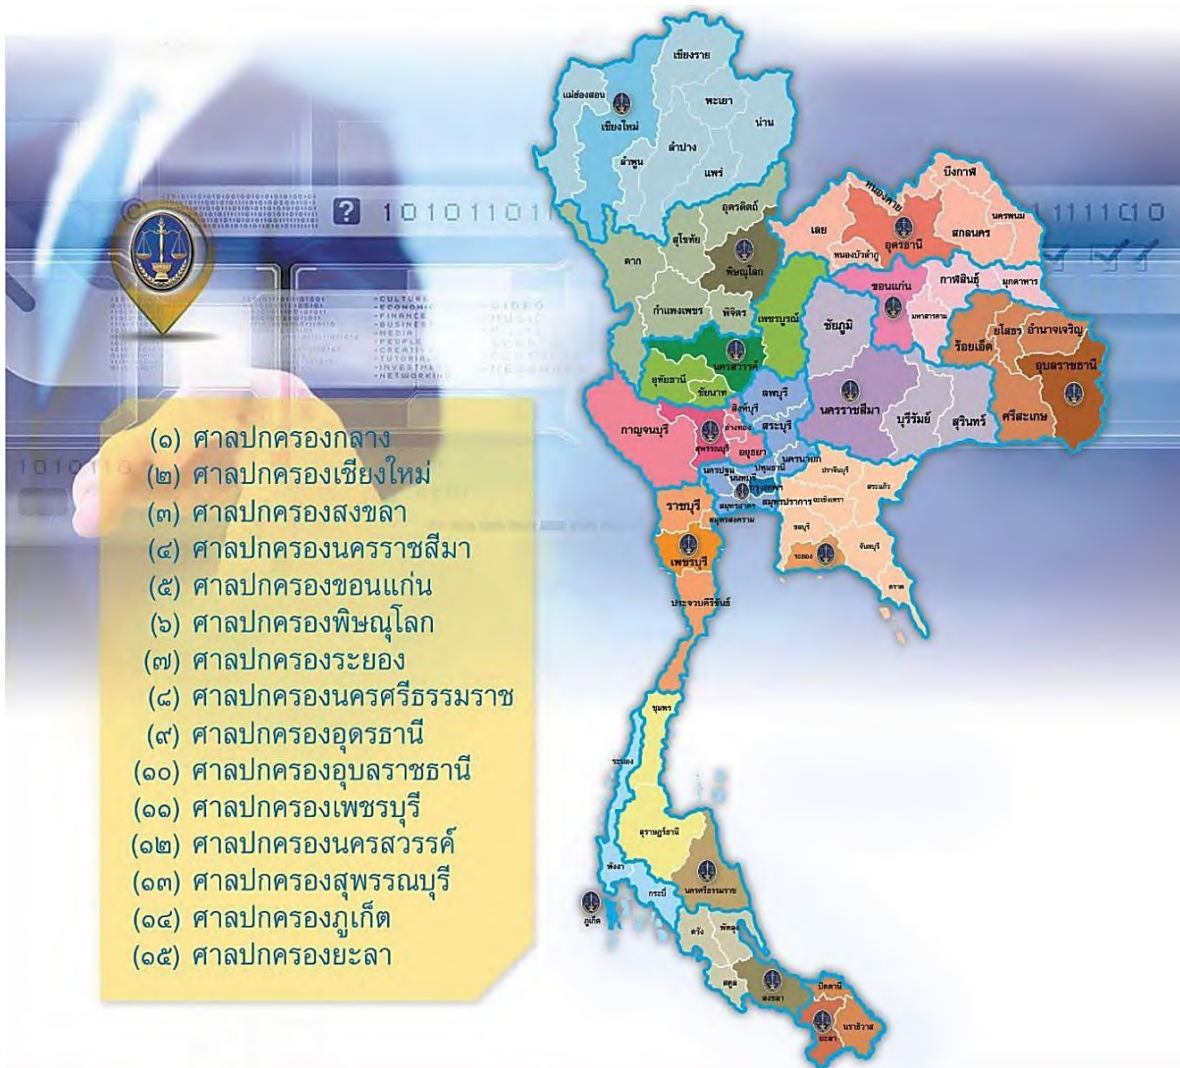 เชียงราย
แม่ฮ่องสอน
พะเยา
เชียงใหม่
น่าน
ลำปาง
ลำพูน
แพร่
บึงกาฬ
หนองคาย
อุตรดิตถ์
? 10101101
111010
นครพนม
เลย
สกลนคร
สุโขทัย
อุดรธานี
ตาก
พิษณุโลก
หนองบัวลำภู
ขอนแก่น
กาฬสินธุ์
มุกดาหาร
-CULTURE
-ECONOMIC
-FINANCE
-BUSINESS
-MEDIA
-PEOPLE
-CREATIV
-TUTORIAL
-INVESTMEN
-NETWORKING
-VIDEO
กำแพงเพชร
พิจิตร
เพชรบูรณ์
ชัยภูมิ
มหาสารคาม
ร้อยเอ็ด
ยโสธร
อำนาจเจริญ
นครสวรรค์
อุบลราชธานี
อุทัยธานี
ชัยนาท
ลพบุรี
สิงห์บุรี
นครราชสีมา
บุรีรัมย์
สุรินทร์
ศรีสะเกษ
กาญจนบุรี
อ่างทอง
สระบุรี
สุพรรณบุรี
อยุธยา
นครนายก
นครปฐม
ปทุมธานี
ปราจีนบุรี
นนทบุรี
สระแก้ว
กรุงเทพฯ
ราชบุรี
สมุทรสาคร
สมุทรปราการ
ฉะเชิงเทรา
สมุทรสงคราม
ชลบุรี
จันทบุรี
เพชรบุรี
ระยอง
ตราด
ประจวบคีรีขันธ์
ชุมพร
ระนอง
สุราษฎร์ธานี
พังงา
กระบี่
นครศรีธรรมราช
ภูเก็ต
ตรัง
พัทลุง
สตูล
สงขลา
ปัตตานี
ยะลา
นราธิวาส
(๑) ศาลปกครองกลาง
(๒) ศาลปกครองเชียงใหม่
(๓) ศาลปกครองสงขลา
(๔) ศาลปกครองนครราชสีมา
(๕) ศาลปกครองขอนแก่น
(๖) ศาลปกครองพิษณุโลก
(๗) ศาลปกครองระยอง
(๘) ศาลปกครองนครศรีธรรมราช
(๙) ศาลปกครองอุดรธานี
(๑๐) ศาลปกครองอุบลราชธานี
(๑๑) ศาลปกครองเพชรบุรี
(๑๒) ศาลปกครองนครสวรรค์
(๑๓) ศาลปกครองสุพรรณบุรี
(๑๔) ศาลปกครองภูเก็ต
(๑๕) ศาลปกครองยะลา